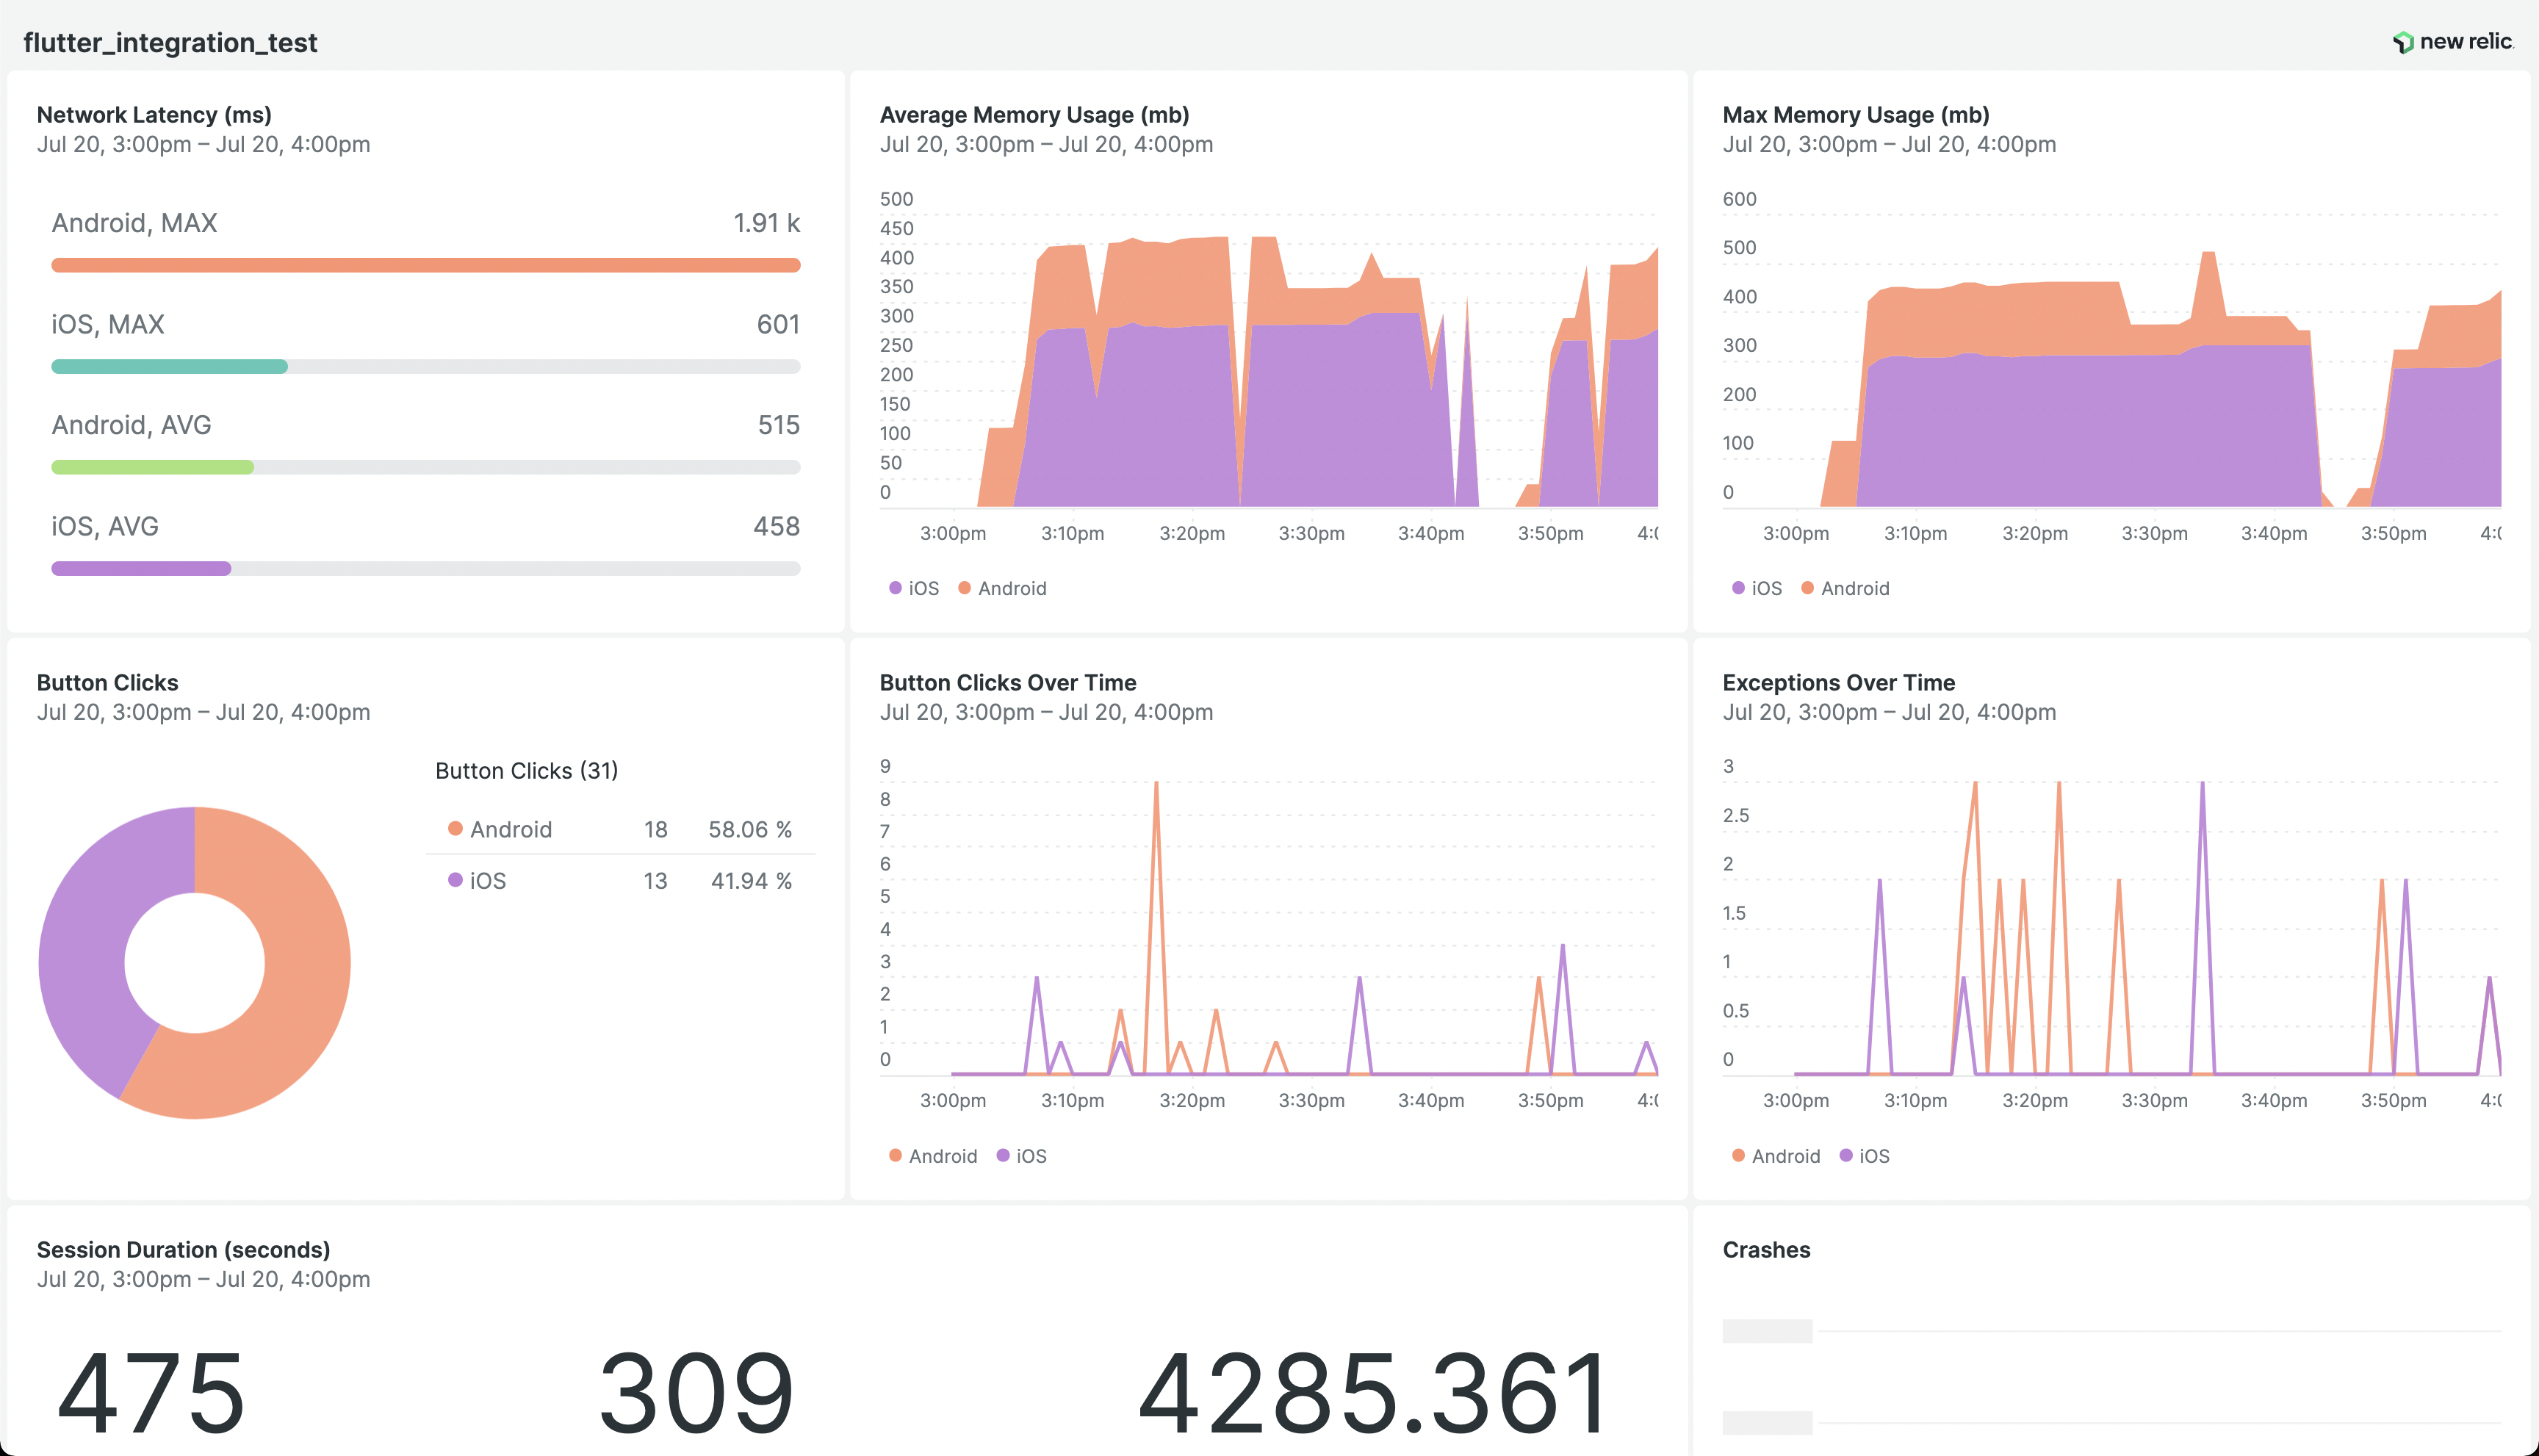 flutter_integration_test
new relic.
Network Latency (ms)
Jul 20, 3:00pm – Jul 20, 4:00pm
Android, MAX 1.91 k
iOS, MAX 601
Android, AVG 515
iOS, AVG 458
Average Memory Usage (mb)
Jul 20, 3:00pm – Jul 20, 4:00pm
500
450
400
350
300
250
200
150
100
50
0
3:00pm 3:10pm 3:20pm 3:30pm 3:40pm 3:50pm
iOS Android
Max Memory Usage (mb)
Jul 20, 3:00pm – Jul 20, 4:00pm
600
500
400
300
200
100
0
3:00pm 3:10pm 3:20pm 3:30pm 3:40pm 3:50pm
iOS Android
Button Clicks
Jul 20, 3:00pm – Jul 20, 4:00pm
Button Clicks (31)
Android 18 58.06 %
iOS 13 41.94 %
Button Clicks Over Time
Jul 20, 3:00pm – Jul 20, 4:00pm
9
8
7
6
5
4
3
2
1
0
3:00pm 3:10pm 3:20pm 3:30pm 3:40pm 3:50pm
Android iOS
Exceptions Over Time
Jul 20, 3:00pm – Jul 20, 4:00pm
3
2.5
2
1.5
1
0.5
0
3:00pm 3:10pm 3:20pm 3:30pm 3:40pm 3:50pm
Android iOS
Session Duration (seconds)
Jul 20, 3:00pm – Jul 20, 4:00pm
475 309 4285.361
Crashes